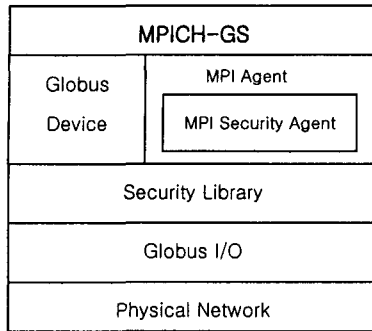 MPICH-GS
Globus
Device
MPI Agent
MPI Security Agent
Security Library
Globus I/O
Physical Network